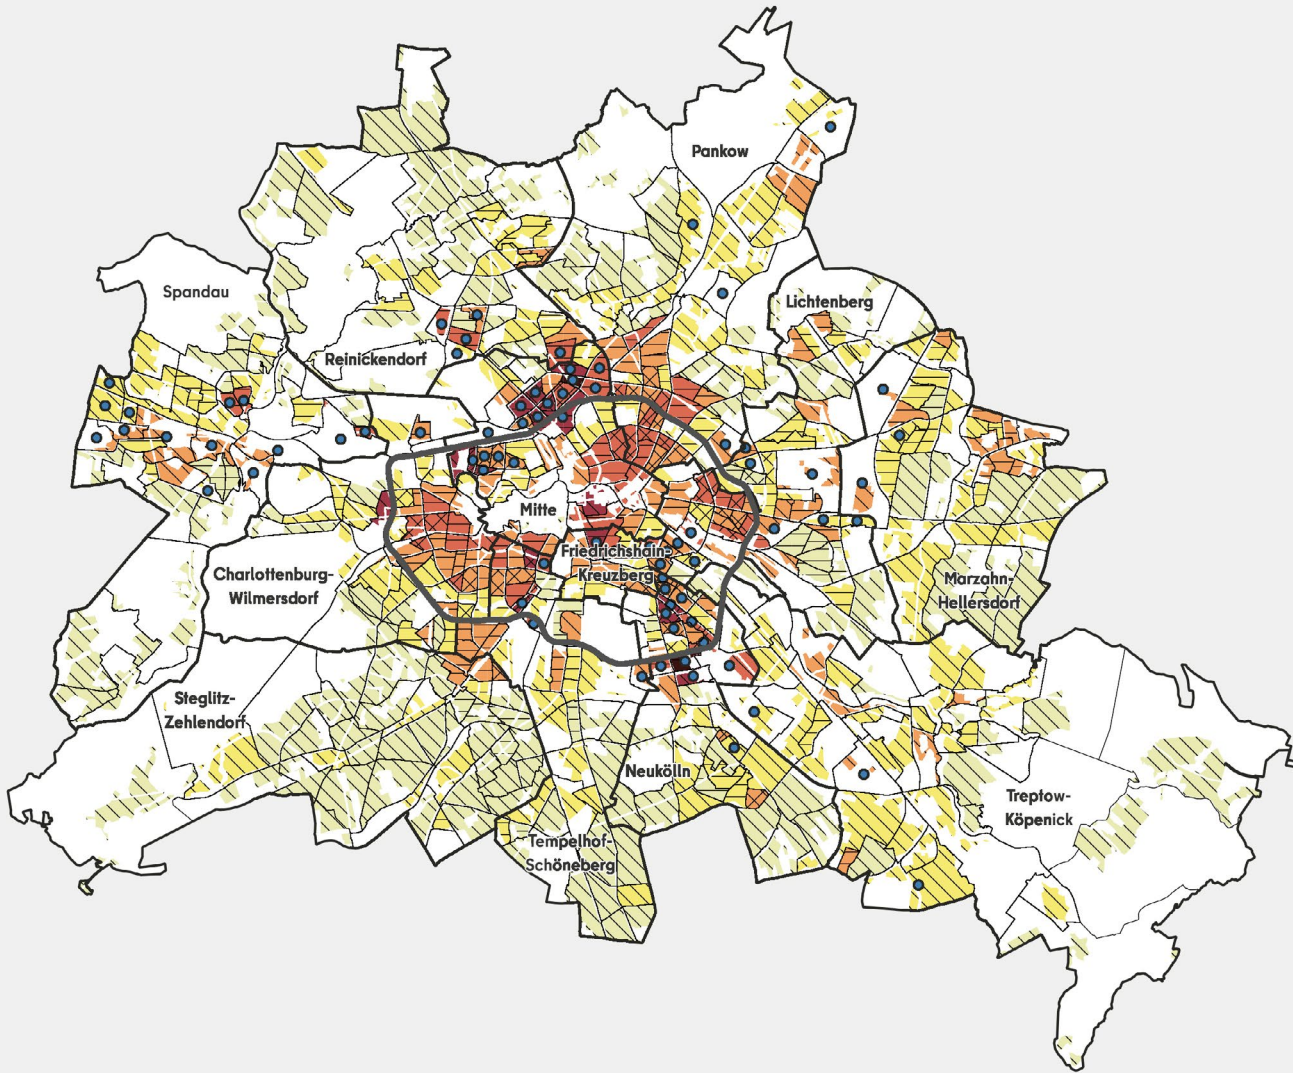 Pankow
Spandau
Lichtenberg
Reinickendorf
Mitte
Friedrichshain-
Kreuzberg
Charlottenburg-
Wilmersdorf
Marzahn-
Hellersdorf
Steglitz-
Zehlendorf
Neukölln
Treptow-
Köpenick
Tempelhof-
Schöneberg